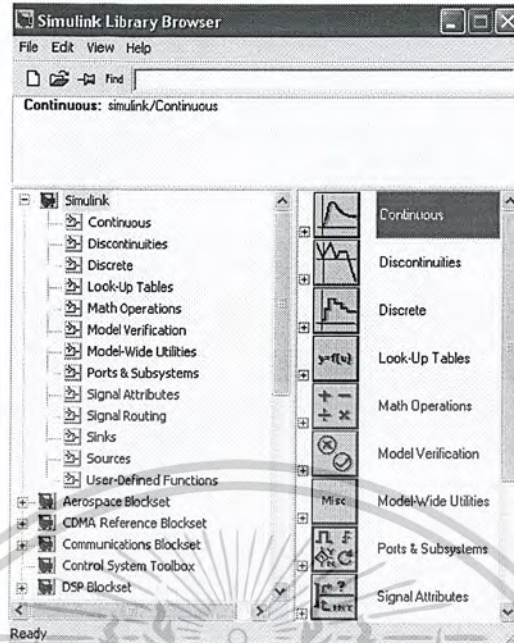 Simulink Library Browser
File Edit View Help
Find
Continuous: simulink/Continuous
Simulink
Continuous
Discontinuities
Discrete
Look-Up Tables
Math Operations
Model Verification
Model-Wide Utilities
Ports & Subsystems
Signal Attributes
Signal Routing
Sinks
Sources
User-Defined Functions
Aerospace Blockset
CDMA Reference Blockset
Communications Blockset
Control System Toolbox
DSP Blockset
Continuous
Discontinuities
Discrete
y=f(u)
Look-Up Tables
+ −
÷ ×
Math Operations
Model Verification
Misc
Model-Wide Utilities
Ports & Subsystems
Signal Attributes
Ready